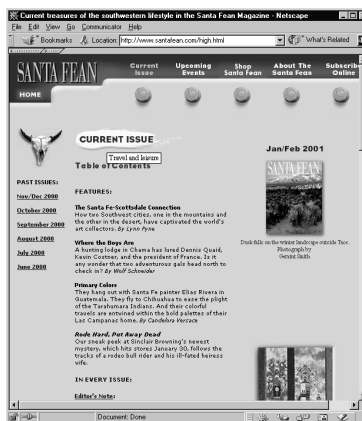 Current treasures of the southwestern lifestyle in the Santa Fean Magazine - Netscape
File Edit View Go Communicator Help
Bookmarks Location: http://www.santafean.com/high.html What's Related
SANTA FEAN
Current Issue
Upcoming Events
Shop Santa Fean
About The Santa Fean
Subscribe Online
HOME
CURRENT ISSUE
Travel and leisure
Table of Contents
Jan/Feb 2001
SANTA FEAN
Dusk falls on the winter landscape outside Taos.
Photograph by
PAST ISSUES:
Nov/Dec 2000
October 2000
September 2000
August 2000
July 2000
June 2000
FEATURES:
The Santa Fe-Scottsdale Connection
How two Southwest cities, one in the mountains and
the other in the desert, have captivated the world's
art collectors. By Lynn Pyne
Where the Boys Are
A hunting lodge in Chama has lured Dennis Quaid,
Kevin Costner, and the president of France. Is it
any wonder that two adventurous gals head north to
check in? By Wolf Schneider
Primary Colors
They hang out with Santa Fe painter Elias Rivera in
Guatemala. They fly to Chihuahua to ease the plight
of the Tarahumara Indians. And their colorful
travels are entwined within the bold palettes of their
Las Campanas home. By Candelora Versace
Rode Hard, Put Away Dead
Our sneak peek at Sinclair Browning's newest
mystery, which hits stores January 30, follows the
tracks of a rodeo bull rider and his ill-fated heiress
wife.
IN EVERY ISSUE:
Editor's Note:
Document: Done